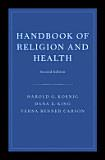 HANDBOOK OF
RELIGION AND
HEALTH
Second Edition
HAROLD G. KOENIG
DANA E. KING
VERNA BENNER CARSON